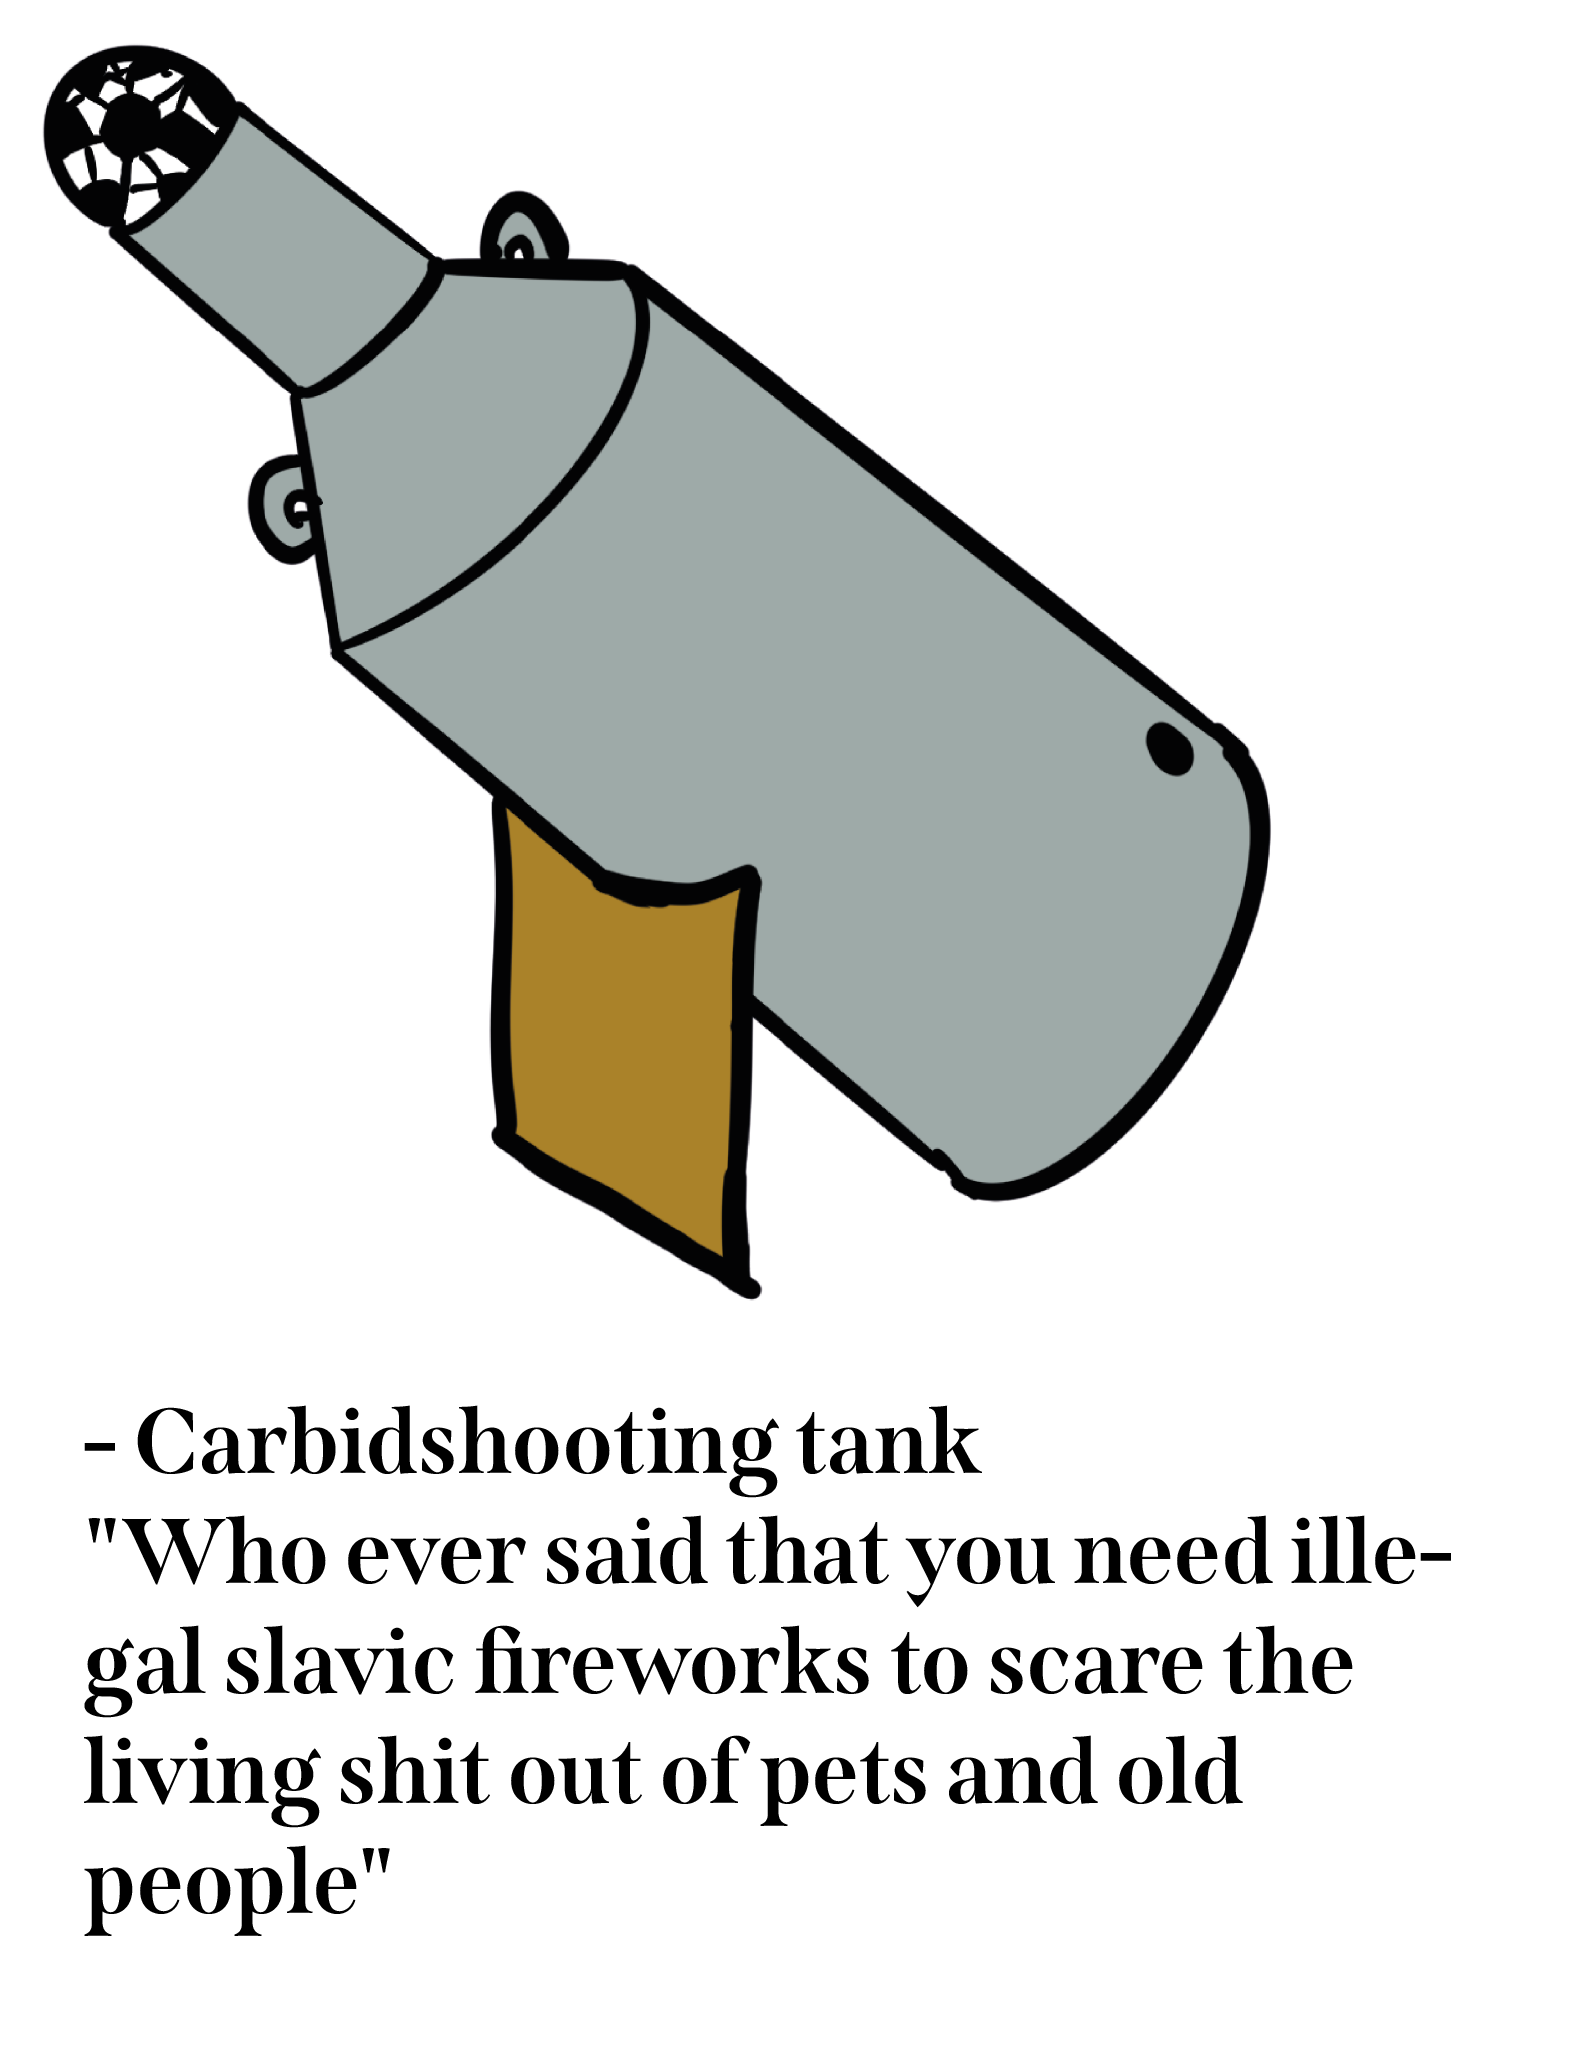 - Carbidshooting tank
"Who ever said that you need ille-
gal slavic fireworks to scare the
living shit out of pets and old
people"